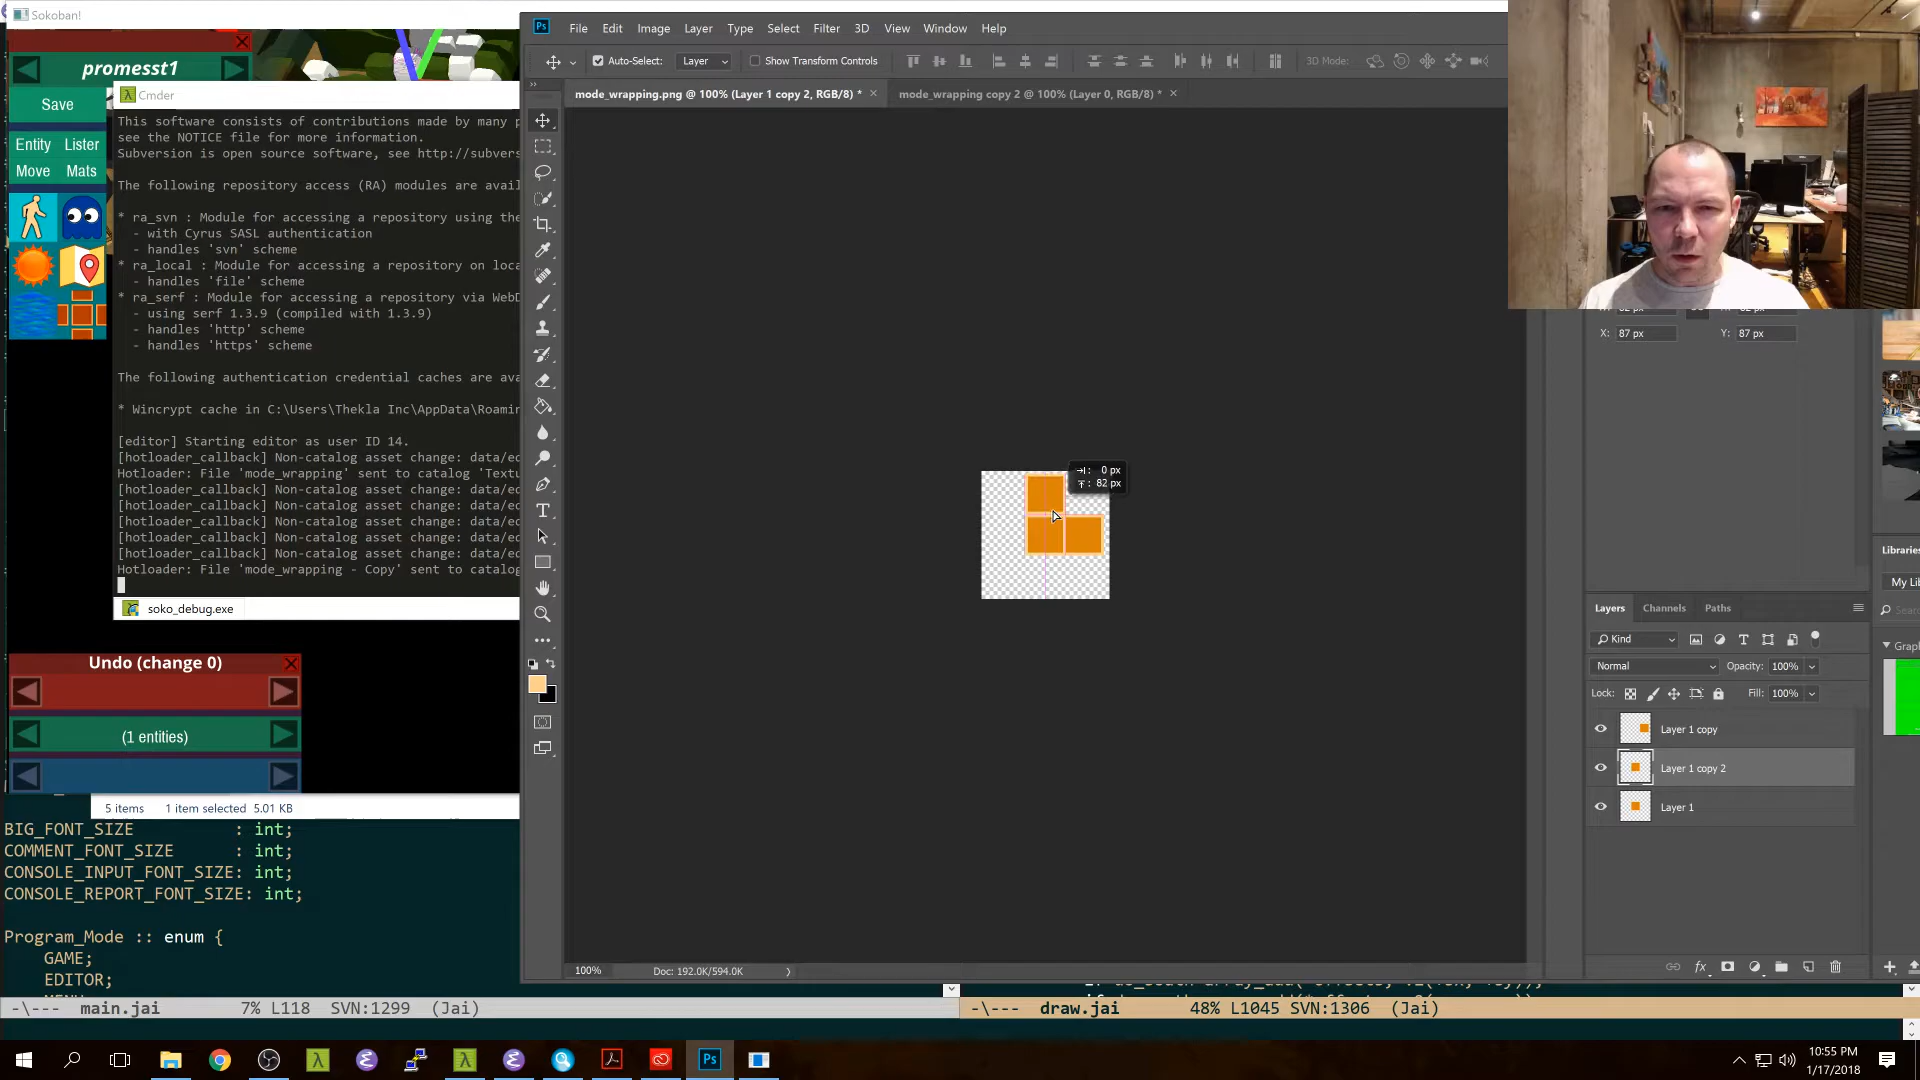 Sokoban!
promesst1
Save
Entity Lister
Move Mats
Cmder
This software consists of contributions made by many p
see the NOTICE file for more information.
Subversion is open source software, see http://subvers
The following repository access (RA) modules are avail
* ra_svn : Module for accessing a repository using the
- with Cyrus SASL authentication
- handles 'svn' scheme
* ra_local : Module for accessing a repository on loca
- handles 'file' scheme
* ra_serf : Module for accessing a repository via WebD
- using serf 1.3.9 (compiled with 1.3.9)
- handles 'http' scheme
- handles 'https' scheme
The following authentication credential caches are ava
* Wincrypt cache in C:\Users\Thekla Inc\AppData\Roamin
[editor] Starting editor as user ID 14.
[hotloader_callback] Non-catalog asset change: data/ed
Hotloader: File 'mode_wrapping' sent to catalog 'Textu
[hotloader_callback] Non-catalog asset change: data/ed
[hotloader_callback] Non-catalog asset change: data/ed
[hotloader_callback] Non-catalog asset change: data/ed
[hotloader_callback] Non-catalog asset change: data/ed
[hotloader_callback] Non-catalog asset change: data/ed
Hotloader: File 'mode_wrapping - Copy' sent to catalog
soko_debug.exe
Undo (change 0)
(1 entities)
5 items 1 item selected 5.01 KB
BIG_FONT_SIZE : int;
COMMENT_FONT_SIZE : int;
CONSOLE_INPUT_FONT_SIZE: int;
CONSOLE_REPORT_FONT_SIZE: int;
Program_Mode :: enum {
GAME;
EDITOR;
-\--- main.jai 7% L118 SVN:1299 (Jai)
-\--- draw.jai 48% L1045 SVN:1306 (Jai)
Ps File Edit Image Layer Type Select Filter 3D View Window Help
Auto-Select: Layer Show Transform Controls 3D Mode:
mode_wrapping.png @ 100% (Layer 1 copy 2, RGB/8) *
mode_wrapping copy 2 @ 100% (Layer 0, RGB/8) *
0 px
82 px
X: 87 px Y: 87 px
100% Doc: 192.0K/594.0K
Libraries
My Lib
Layers Channels Paths
Kind
Normal Opacity: 100%
Lock: Fill: 100%
Layer 1 copy
Layer 1 copy 2
Layer 1
Ps
10:55 PM
1/17/2018